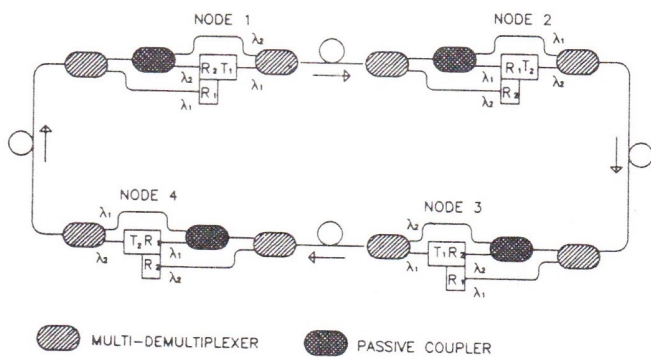 NODE 1
NODE 2
λ₂
λ₁
R₂ T₁
λ₂
λ₁
R₁
λ₁
R₁ T₂
λ₁
λ₂
R₂
λ₂
NODE 4
NODE 3
λ₁
λ₂
T₂ R
λ₂
λ₁
R₂
λ₂
T₁ R₂
λ₁
λ₂
R₁
λ₁
MULTI-DEMULTIPLEXER
PASSIVE COUPLER